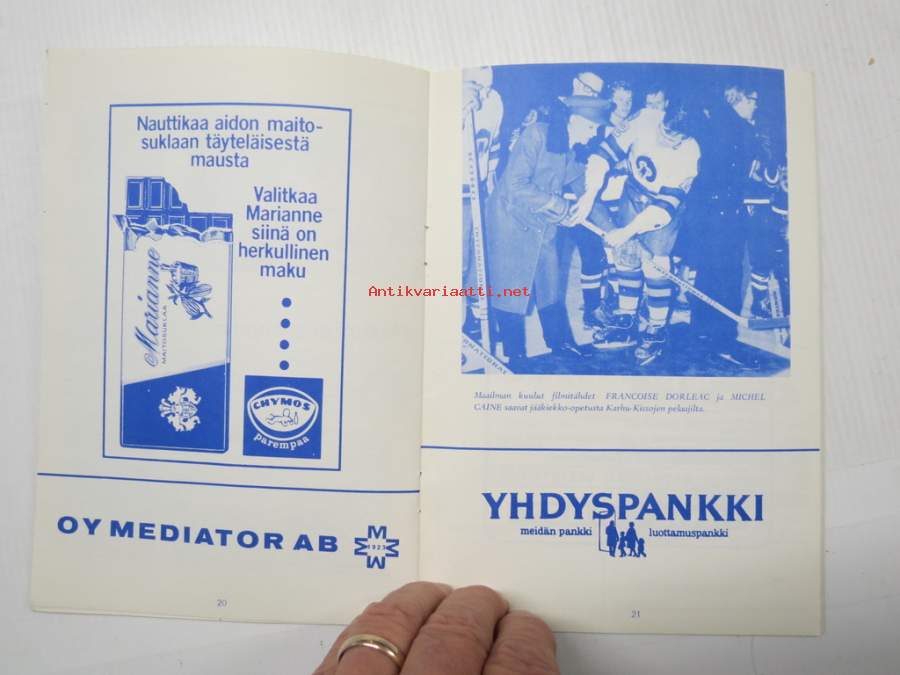 Nauttikaa aidon maito-
suklaan täyteläisestä
mausta
Valitkaa
Marianne
siinä on
herkullinen
maku
Marianne
MAITOSUKLAA
CHYMOS
parempaa
OY MEDIATOR AB
1923
20
Antikvariaatti.net
Maailman kuulut filmitähdet FRANCOISE DORLEAC ja MICHEL
CAINE saavat jääkiekko-opetusta Karhu-Kissojen pelaajilta.
YHDYSPANKKI
meidän pankki luottamuspankki
21